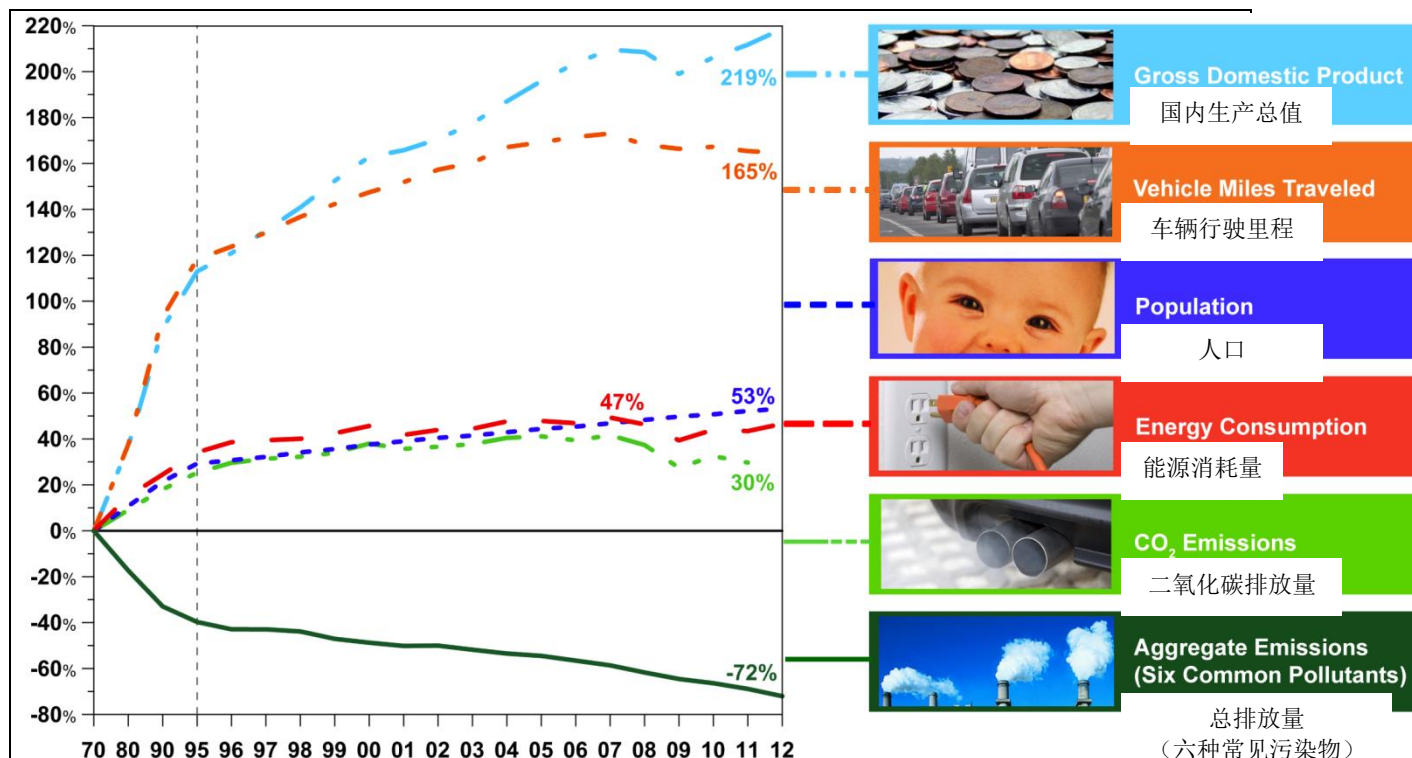 220%
200%
180%
160%
140%
120%
100%
80%
60%
40%
20%
0%
-20%
-40%
-60%
-80%
70 80 90 95 96 97 98 99 00 01 02 03 04 05 06 07 08 09 10 11 12
219%
165%
53%
47%
30%
-72%
Gross Domestic Product
国内生产总值
Vehicle Miles Traveled
车辆行驶里程
Population
人口
Energy Consumption
能源消耗量
CO₂ Emissions
二氧化碳排放量
Aggregate Emissions
(Six Common Pollutants)
总排放量
（六种常见污染物）